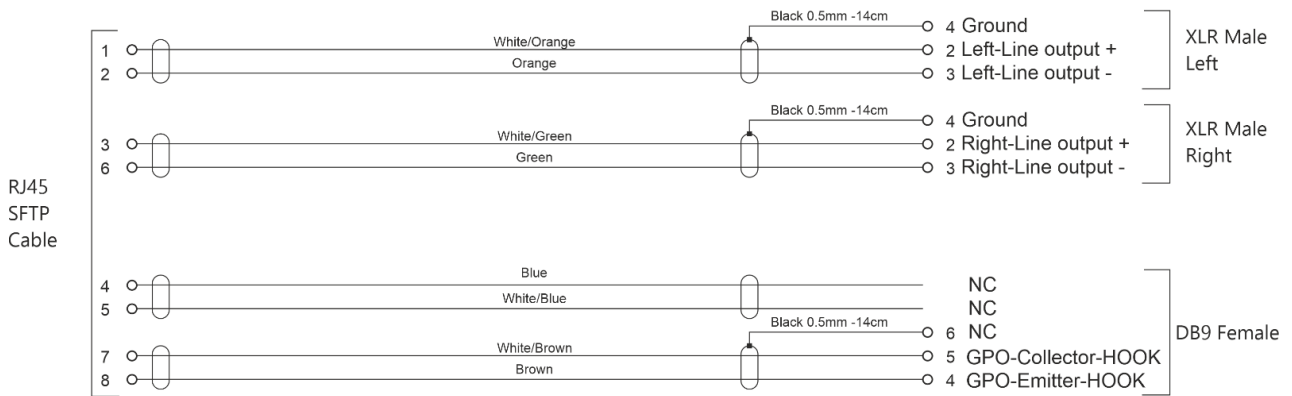 Black 0.5mm -14cm
4 Ground
1 White/Orange 2 Left-Line output +
2 Orange 3 Left-Line output -
XLR Male
Left
Black 0.5mm -14cm
4 Ground
3 White/Green 2 Right-Line output +
6 Green 3 Right-Line output -
XLR Male
Right
RJ45
SFTP
Cable
4 Blue NC
5 White/Blue NC
Black 0.5mm -14cm
6 NC
7 White/Brown 5 GPO-Collector-HOOK
8 Brown 4 GPO-Emitter-HOOK
DB9 Female